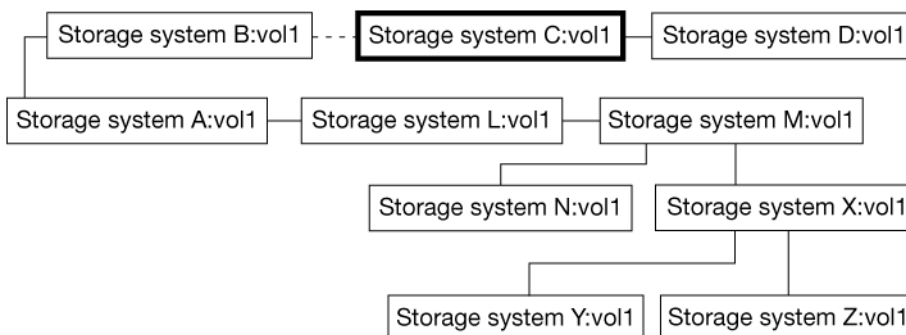 Storage system B:vol1
Storage system C:vol1
Storage system D:vol1
Storage system A:vol1
Storage system L:vol1
Storage system M:vol1
Storage system N:vol1
Storage system X:vol1
Storage system Y:vol1
Storage system Z:vol1